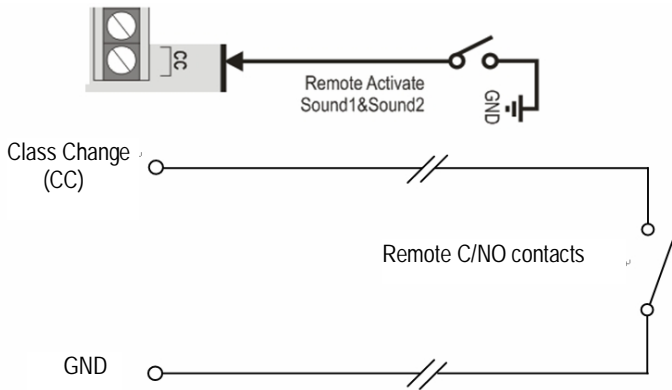 CC
Remote Activate
Sound1&Sound2
GND
Class Change
(CC)
Remote C/NO contacts
GND